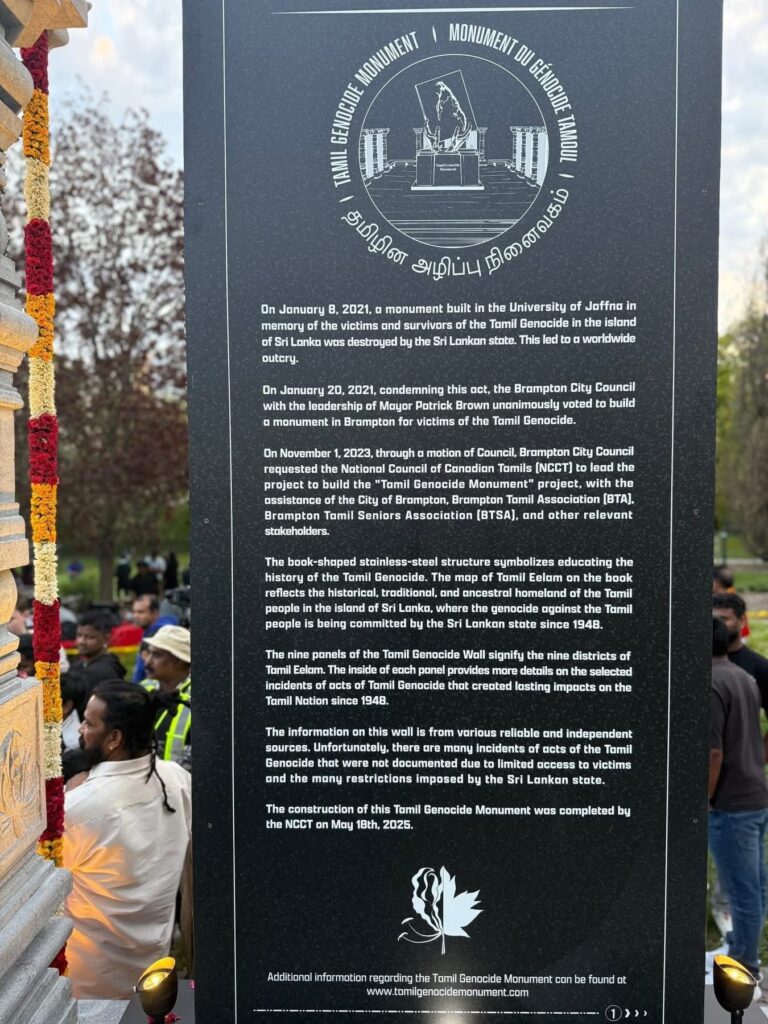 TAMIL GENOCIDE MONUMENT | MONUMENT DU GÉNOCIDE TAMOUL |
தமிழின அழிப்பு நினைவகம்
On January 8, 2021, a monument built in the University of Jaffna in
memory of the victims and survivors of the Tamil Genocide in the island
of Sri Lanka was destroyed by the Sri Lankan state. This led to a worldwide
outcry.
On January 20, 2021, condemning this act, the Brampton City Council
with the leadership of Mayor Patrick Brown unanimously voted to build
a monument in Brampton for victims of the Tamil Genocide.
On November 1, 2023, through a motion of Council, Brampton City Council
requested the National Council of Canadian Tamils (NCCT) to lead the
project to build the "Tamil Genocide Monument" project, with the
assistance of the City of Brampton, Brampton Tamil Association (BTA),
Brampton Tamil Seniors Association (BTSA), and other relevant
stakeholders.
The book-shaped stainless-steel structure symbolizes educating the
history of the Tamil Genocide. The map of Tamil Eelam on the book
reflects the historical, traditional, and ancestral homeland of the Tamil
people in the island of Sri Lanka, where the genocide against the Tamil
people is being committed by the Sri Lankan state since 1948.
The nine panels of the Tamil Genocide Wall signify the nine districts of
Tamil Eelam. The inside of each panel provides more details on the selected
incidents of acts of Tamil Genocide that created lasting impacts on the
Tamil Nation since 1948.
The information on this wall is from various reliable and independent
sources. Unfortunately, there are many incidents of acts of the Tamil
Genocide that were not documented due to limited access to victims
and the many restrictions imposed by the Sri Lankan state.
The construction of this Tamil Genocide Monument was completed by
the NCCT on May 18th, 2025.
Additional information regarding the Tamil Genocide Monument can be found at
www.tamilgenocidemonument.com
1